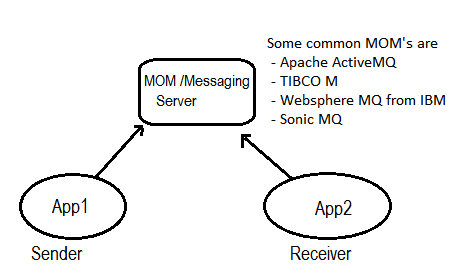 Some common MOM's are
- Apache ActiveMQ
- TIBCO M
- Websphere MQ from IBM
- Sonic MQ
MOM /Messaging
Server
App1
App2
Sender
Receiver